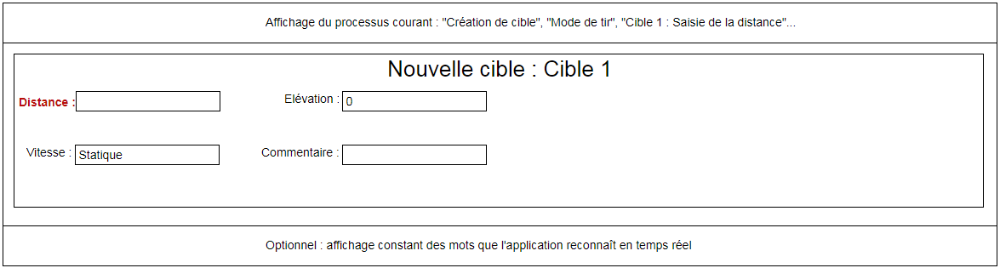 Affichage du processus courant : "Création de cible", "Mode de tir", "Cible 1 : Saisie de la distance"...
Nouvelle cible : Cible 1
Distance : Elévation : 0
Vitesse : Statique Commentaire :
Optionnel : affichage constant des mots que l'application reconnaît en temps réel